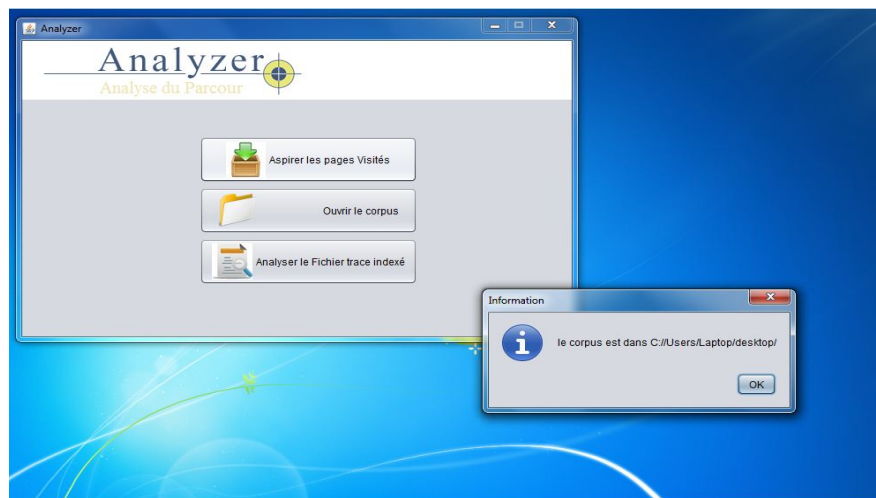 Analyzer
Analyzer
Analyse du Parcour
Aspirer les pages Visités
Ouvrir le corpus
Analyser le Fichier trace indexé
Information
le corpus est dans C://Users/Laptop/desktop/
OK